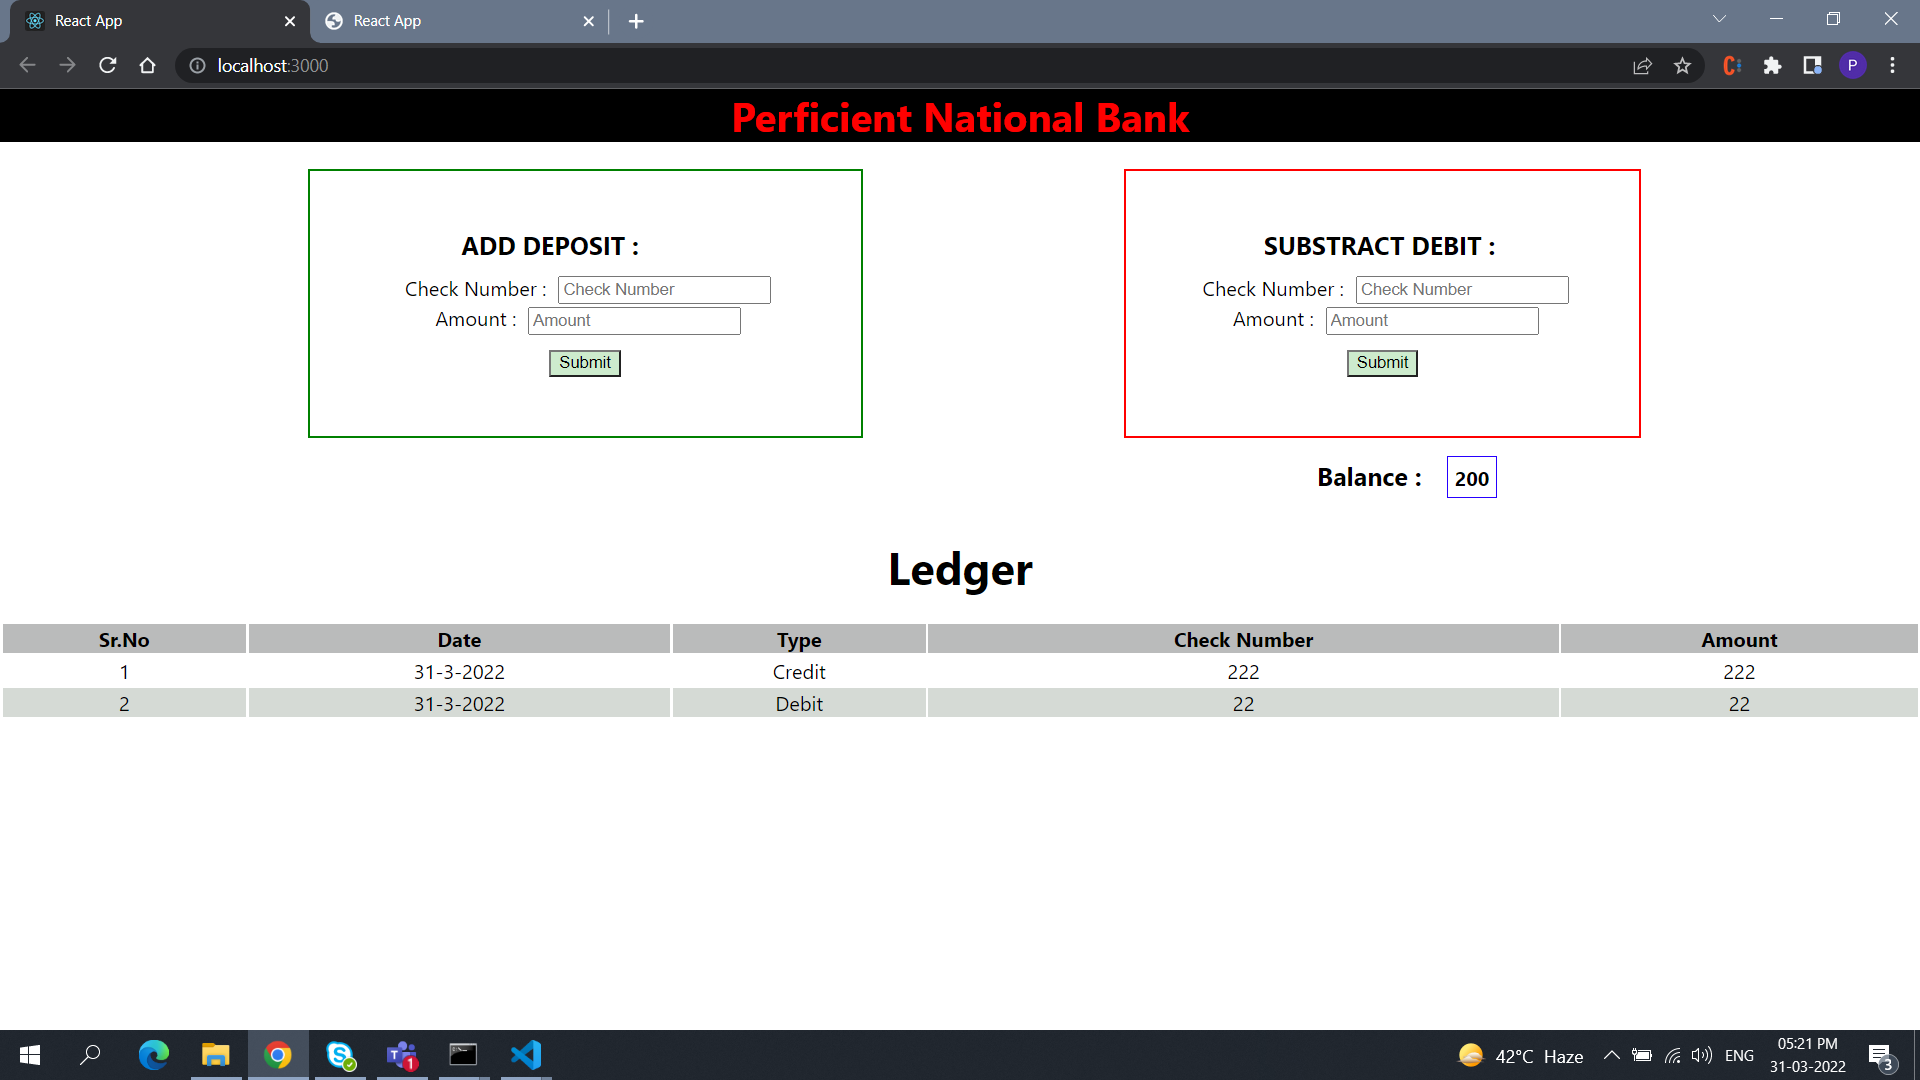 React App
React App
localhost:3000
P
Perficient National Bank
ADD DEPOSIT :
Check Number : Check Number
Amount : Amount
Submit
SUBSTRACT DEBIT :
Check Number : Check Number
Amount : Amount
Submit
Balance : 200
Ledger
Sr.No Date Type Check Number Amount
1 31-3-2022 Credit 222 222
2 31-3-2022 Debit 22 22
1
42°C Haze
ENG
05:21 PM
31-03-2022
3